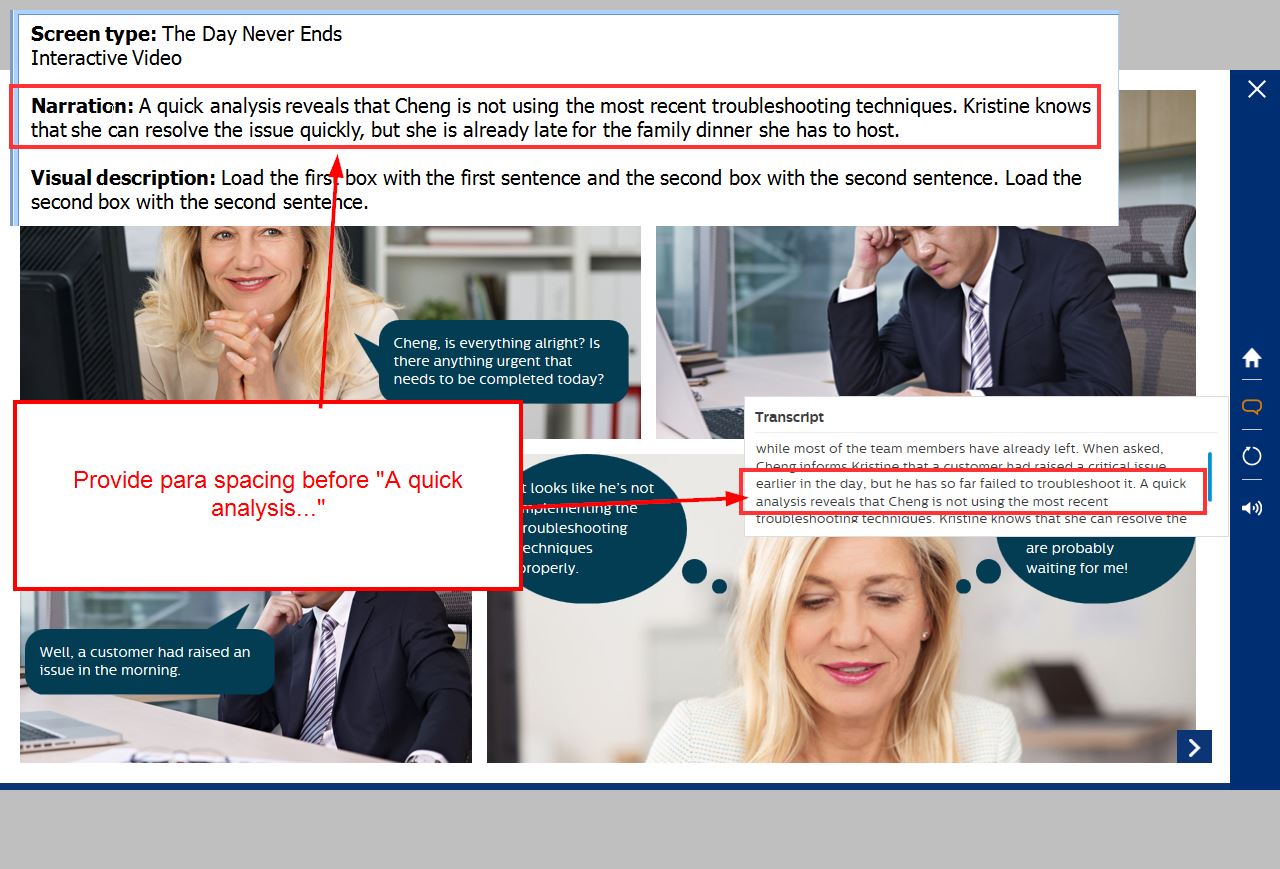 Screen type: The Day Never Ends
Interactive Video
Narration: A quick analysis reveals that Cheng is not using the most recent troubleshooting techniques. Kristine knows
that she can resolve the issue quickly, but she is already late for the family dinner she has to host.
Visual description: Load the first box with the first sentence and the second box with the second sentence. Load the
second box with the second sentence.
Cheng, is everything alright? Is
there anything urgent that
needs to be completed today?
Transcript
while most of the team members have already left. When asked,
Cheng informs Kristine that a customer had raised a critical issue
earlier in the day, but he has so far failed to troubleshoot it. A quick
analysis reveals that Cheng is not using the most recent
troubleshooting techniques. Kristine knows that she can resolve the
Provide para spacing before "A quick
analysis..."
t looks like he's not
mplementing the
roubleshooting
echniques
properly.
are probably
waiting for me!
Well, a customer had raised an
issue in the morning.